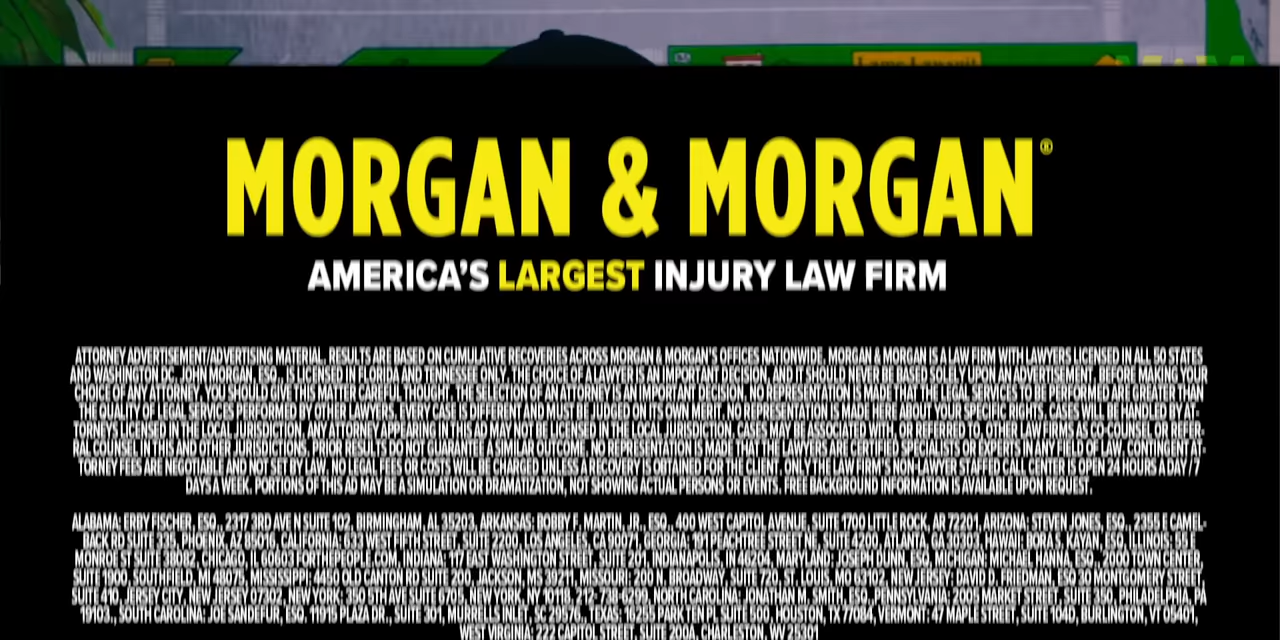 MORGAN & MORGAN®
AMERICA'S LARGEST INJURY LAW FIRM
ATTORNEY ADVERTISEMENT/ADVERTISING MATERIAL. RESULTS ARE BASED ON CUMULATIVE RECOVERIES ACROSS MORGAN & MORGAN'S OFFICES NATIONWIDE. MORGAN & MORGAN IS A LAW FIRM WITH LAWYERS LICENSED IN ALL 50 STATES
AND WASHINGTON DC. JOHN MORGAN, ESQ., IS LICENSED IN FLORIDA AND TENNESSEE ONLY. THE CHOICE OF A LAWYER IS AN IMPORTANT DECISION, AND IT SHOULD NEVER BE BASED SOLELY UPON AN ADVERTISEMENT. BEFORE MAKING YOUR
CHOICE OF ANY ATTORNEY, YOU SHOULD GIVE THIS MATTER CAREFUL THOUGHT. THE SELECTION OF AN ATTORNEY IS AN IMPORTANT DECISION. NO REPRESENTATION IS MADE THAT THE LEGAL SERVICES TO BE PERFORMED ARE GREATER THAN
THE QUALITY OF LEGAL SERVICES PERFORMED BY OTHER LAWYERS. EVERY CASE IS DIFFERENT AND MUST BE JUDGED ON ITS OWN MERIT. NO REPRESENTATION IS MADE HERE ABOUT YOUR SPECIFIC RIGHTS. CASES WILL BE HANDLED BY AT-
TORNEYS LICENSED IN THE LOCAL JURISDICTION. ANY ATTORNEY APPEARING IN THIS AD MAY NOT BE LICENSED IN THE LOCAL JURISDICTION. CASES MAY BE ASSOCIATED WITH, OR REFERRED TO, OTHER LAW FIRMS AS CO-COUNSEL OR REFER-
RAL COUNSEL IN THIS AND OTHER JURISDICTIONS. PRIOR RESULTS DO NOT GUARANTEE A SIMILAR OUTCOME. NO REPRESENTATION IS MADE THAT THE LAWYERS ARE CERTIFIED SPECIALISTS OR EXPERTS IN ANY FIELD OF LAW. CONTINGENT AT-
TORNEY FEES ARE NEGOTIABLE AND NOT SET BY LAW. NO LEGAL FEES OR COSTS WILL BE CHARGED UNLESS A RECOVERY IS OBTAINED FOR THE CLIENT. ONLY THE LAW FIRM'S NON-LAWYER STAFFED CALL CENTER IS OPEN 24 HOURS A DAY / 7
DAYS A WEEK. PORTIONS OF THIS AD MAY BE A SIMULATION OR DRAMATIZATION, NOT SHOWING ACTUAL PERSONS OR EVENTS. FREE BACKGROUND INFORMATION IS AVAILABLE UPON REQUEST.
ALABAMA: ERBY FISCHER, ESQ., 2317 3RD AVE N SUITE 102, BIRMINGHAM, AL 35203, ARKANSAS: BOBBY F. MARTIN, JR., ESQ., 400 WEST CAPITOL AVENUE, SUITE 1700 LITTLE ROCK, AR 72201, ARIZONA: STEVEN JONES, ESQ., 2355 E CAMEL-
BACK RD SUITE 335, PHOENIX, AZ 85016, CALIFORNIA: 633 WEST FIFTH STREET, SUITE 2200, LOS ANGELES, CA 90071, GEORGIA: 191 PEACHTREE STREET NE, SUITE 4200, ATLANTA, GA 30303, HAWAII: BORA S. KAYAN, ESQ, ILLINOIS: 55 E
MONROE ST SUITE 3800, CHICAGO, IL 60603 FORTHEPEOPLE.COM, INDIANA: 117 EAST WASHINGTON STREET, SUITE 201, INDIANAPOLIS, IN 46204, MARYLAND: JOSEPH DUNN, ESQ., MICHIGAN: MICHAEL HANNA, ESQ., 2000 TOWN CENTER,
SUITE 1900, SOUTHFIELD, MI 48075, MISSISSIPPI: 4450 OLD CANTON RD SUITE 200, JACKSON, MS 39211, MISSOURI: 200 N. BROADWAY, SUITE 720, ST. LOUIS, MO 63102, NEW JERSEY: DAVID D. FRIEDMAN, ESQ 30 MONTGOMERY STREET,
SUITE 410, JERSEY CITY, NEW JERSEY 07302, NEW YORK: 350 5TH AVE SUITE 6705, NEW YORK, NY 10118, 212-738-6299, NORTH CAROLINA: JONATHAN M. SMITH, ESQ., PENNSYLVANIA: 2005 MARKET STREET, SUITE 350, PHILADELPHIA, PA
19103., SOUTH CAROLINA: JOE SANDEFUR, ESQ., 11915 PLAZA DR., SUITE 301, MURRELLS INLET, SC 29576, TEXAS: 16255 PARK TEN PL SUITE 500, HOUSTON, TX 77084, VERMONT: 47 MAPLE STREET, SUITE 104D, BURLINGTON, VT 05401,
WEST VIRGINIA: 222 CAPITOL STREET, SUITE 200A, CHARLESTON, WV 25301